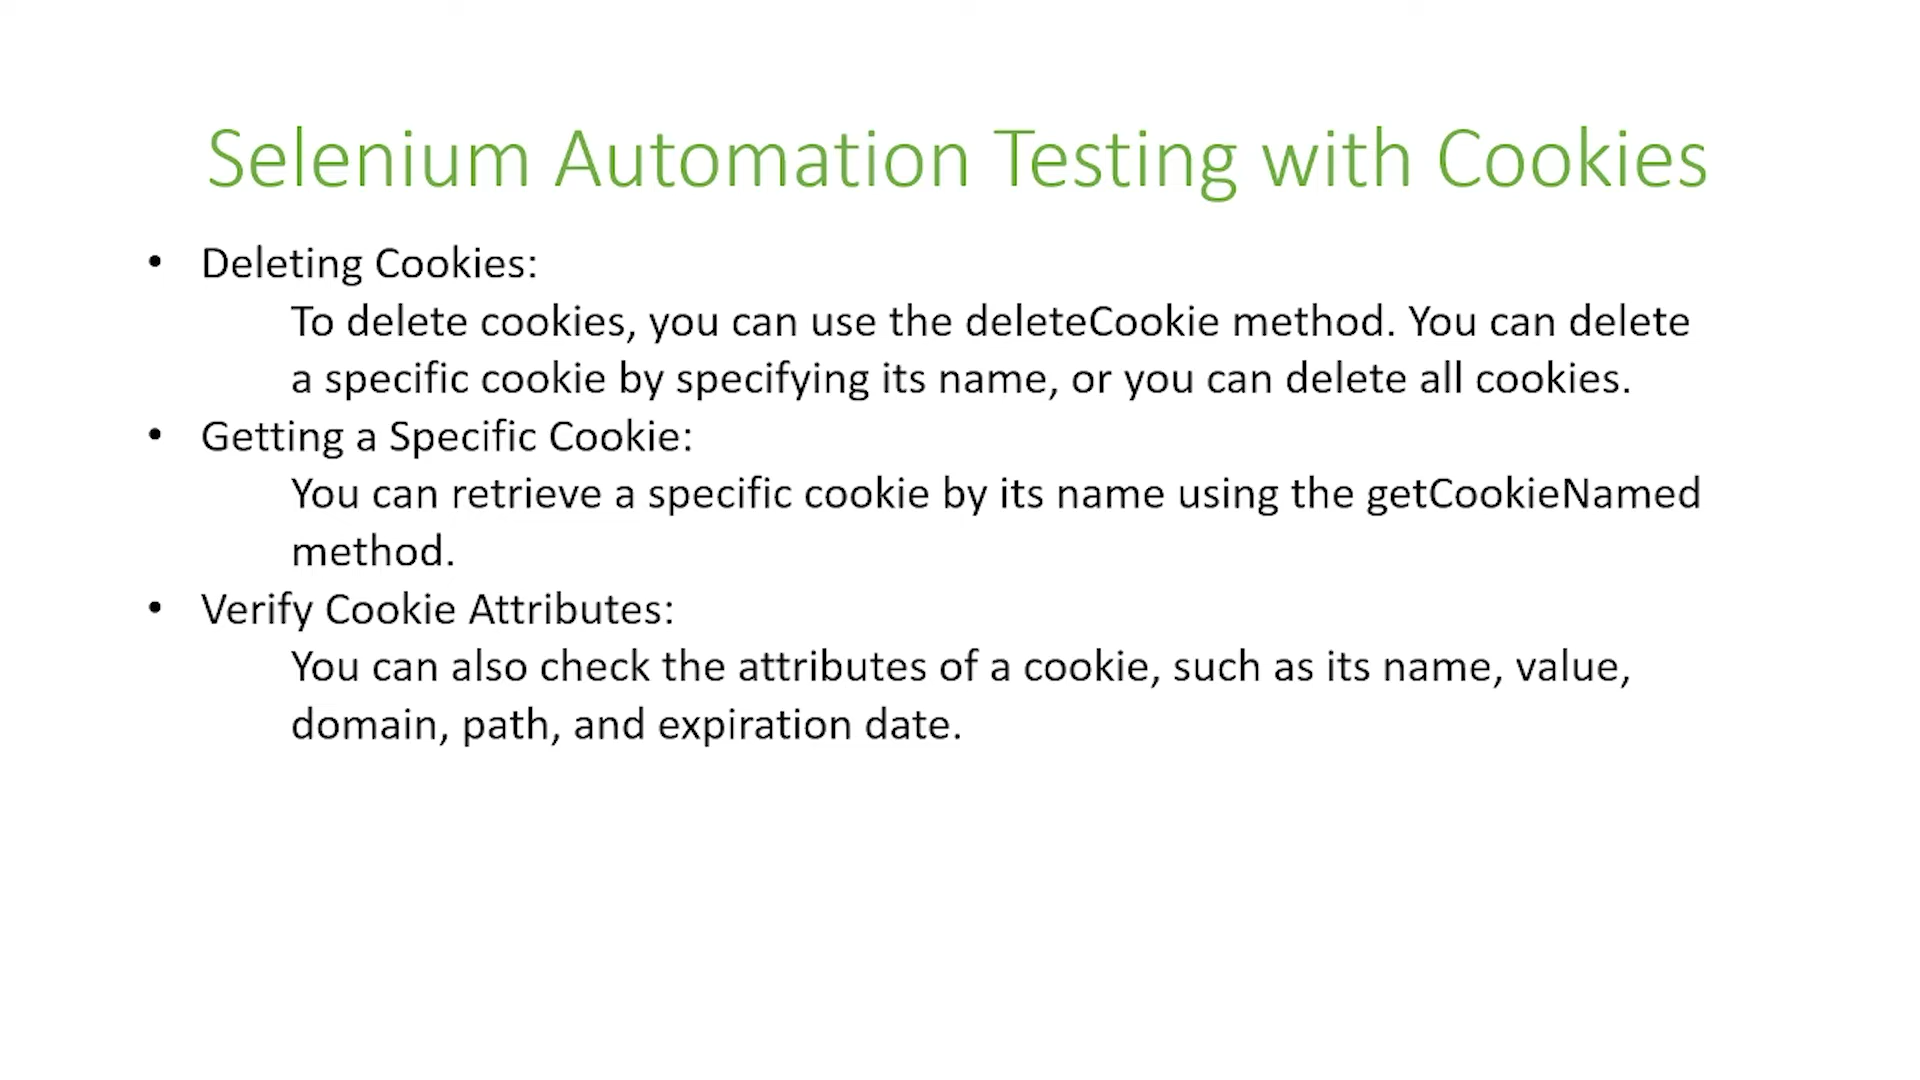 Selenium Automation Testing with Cookies
• Deleting Cookies:
To delete cookies, you can use the deleteCookie method. You can delete
a specific cookie by specifying its name, or you can delete all cookies.
• Getting a Specific Cookie:
You can retrieve a specific cookie by its name using the getCookieNamed
method.
• Verify Cookie Attributes:
You can also check the attributes of a cookie, such as its name, value,
domain, path, and expiration date.